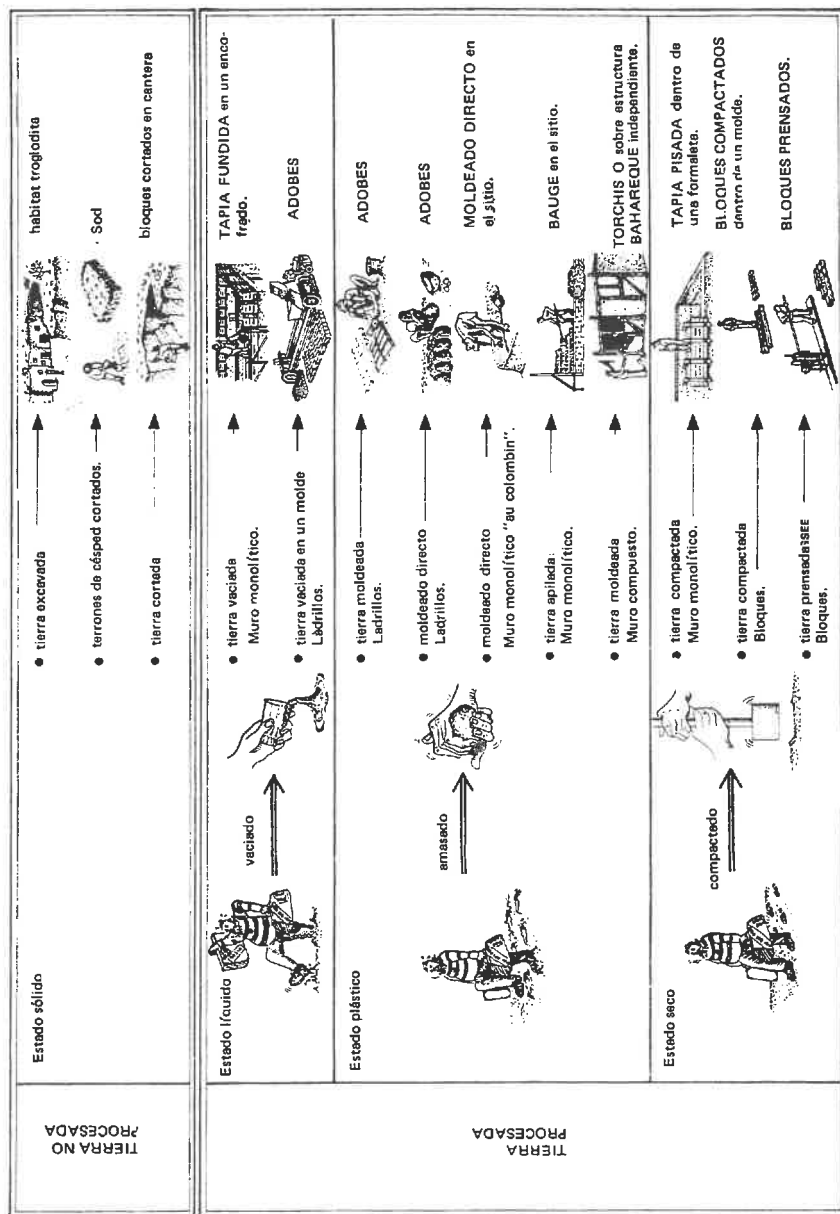 TIERRA NO
PROCESADA
Estado sólido
● tierra excavada
habitat troglodita
● terrones de césped cortados.
Sod
● tierra cortada
bloques cortados en cantera
TIERRA
PROCESADA
Estado líquido
vaciado
● tierra vaciada
Muro monolítico.
TAPIA FUNDIDA en un enco-
frado.
● tierra vaciada en un molde
Ladrillos.
ADOBES
Estado plástico
amasado
● tierra moldeada
Ladrillos.
ADOBES
● moldeado directo
Ladrillos.
ADOBES
● moldeado directo
Muro monolítico "au colombin".
MOLDEADO DIRECTO en
el sitio.
● tierra apilada:
Muro monolítico.
BAUGE en el sitio.
● tierra moldeada
Muro compuesto.
TORCHIS O sobre estructura
BAHAREQUE independiente.
Estado seco
compactado
● tierra compactada
Muro monolítico.
TAPIA PISADA dentro de
una formaleta.
● tierra compactada
Bloques.
BLOQUES COMPACTADOS
dentro de un molde.
● tierra prensada
Bloques.
BLOQUES PRENSADOS.